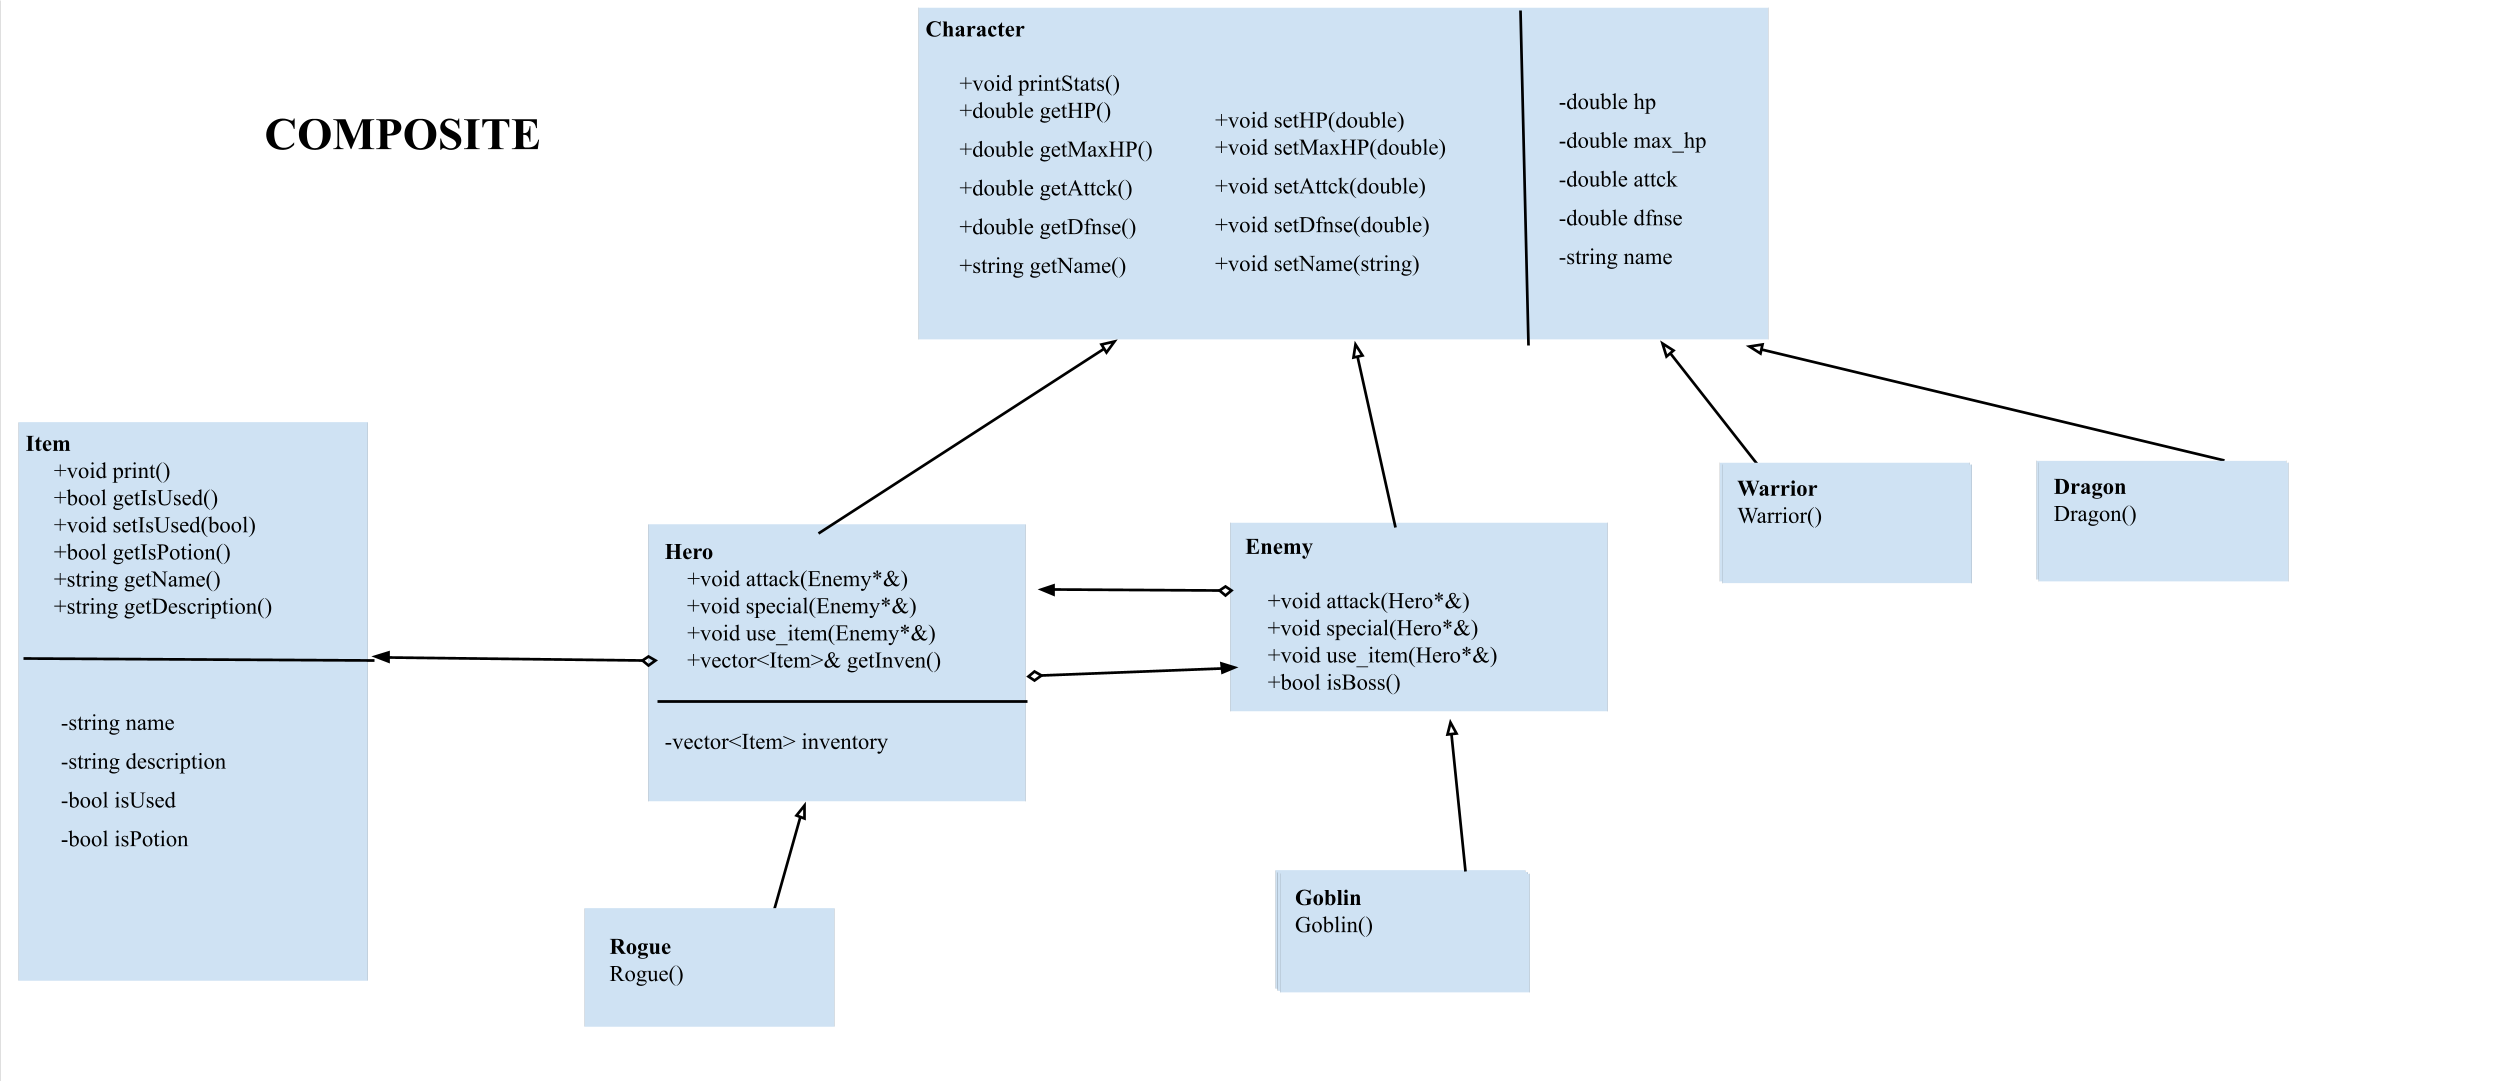 COMPOSITE
Character
+void printStats()
+double getHP()
+double getMaxHP()
+double getAttck()
+double getDfnse()
+string getName()
+void setHP(double)
+void setMaxHP(double)
+void setAttck(double)
+void setDfnse(double)
+void setName(string)
-double hp
-double max_hp
-double attck
-double dfnse
-string name
Item
+void print()
+bool getIsUsed()
+void setIsUsed(bool)
+bool getIsPotion()
+string getName()
+string getDescription()
-string name
-string description
-bool isUsed
-bool isPotion
Hero
+void attack(Enemy*&)
+void special(Enemy*&)
+void use_item(Enemy*&)
+vector<Item>& getInven()
-vector<Item> inventory
Enemy
+void attack(Hero*&)
+void special(Hero*&)
+void use_item(Hero*&)
+bool isBoss()
Warrior
Warrior()
Dragon
Dragon()
Rogue
Rogue()
Goblin
Goblin()